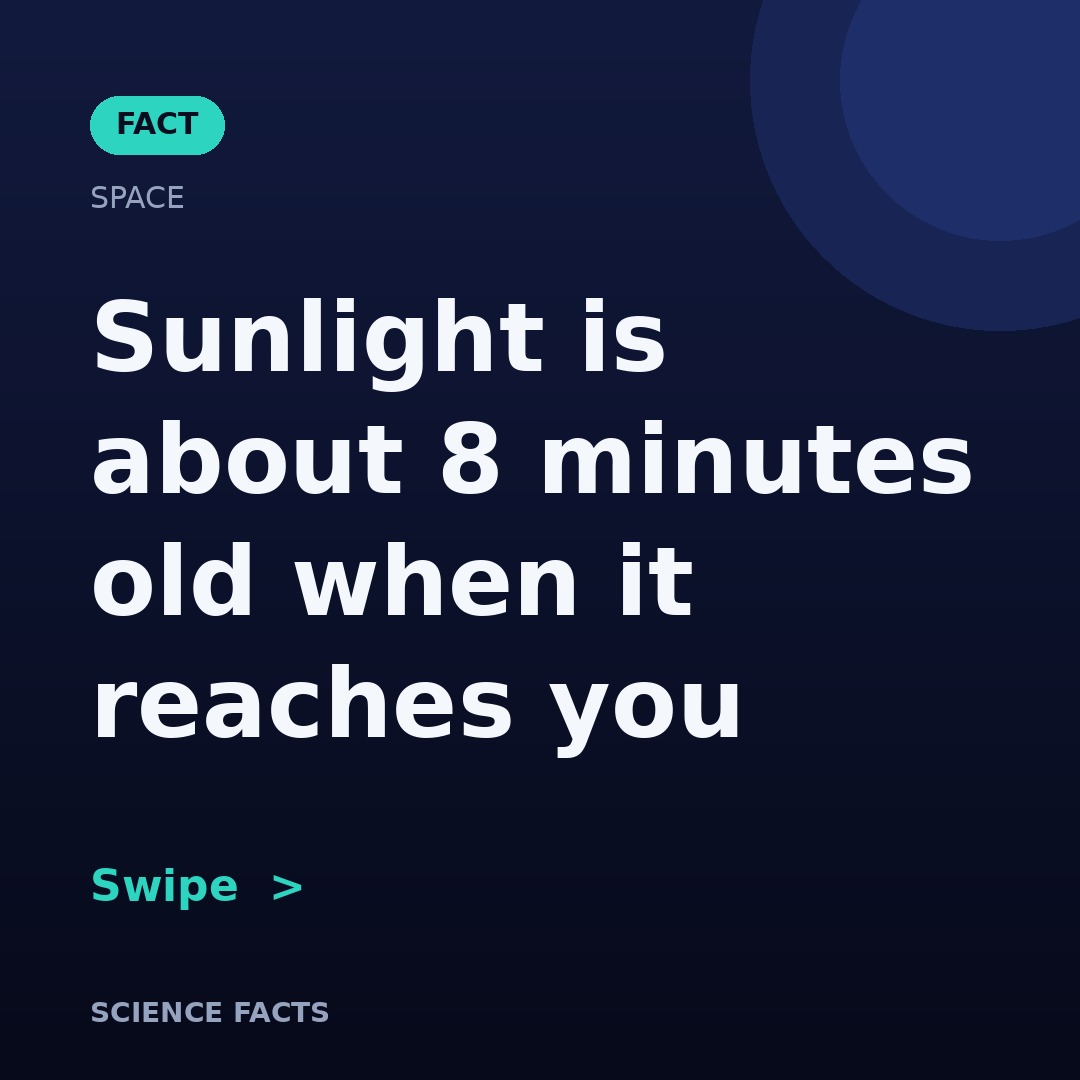 FACT
SPACE
Sunlight is
about 8 minutes
old when it
reaches you
Swipe >
SCIENCE FACTS